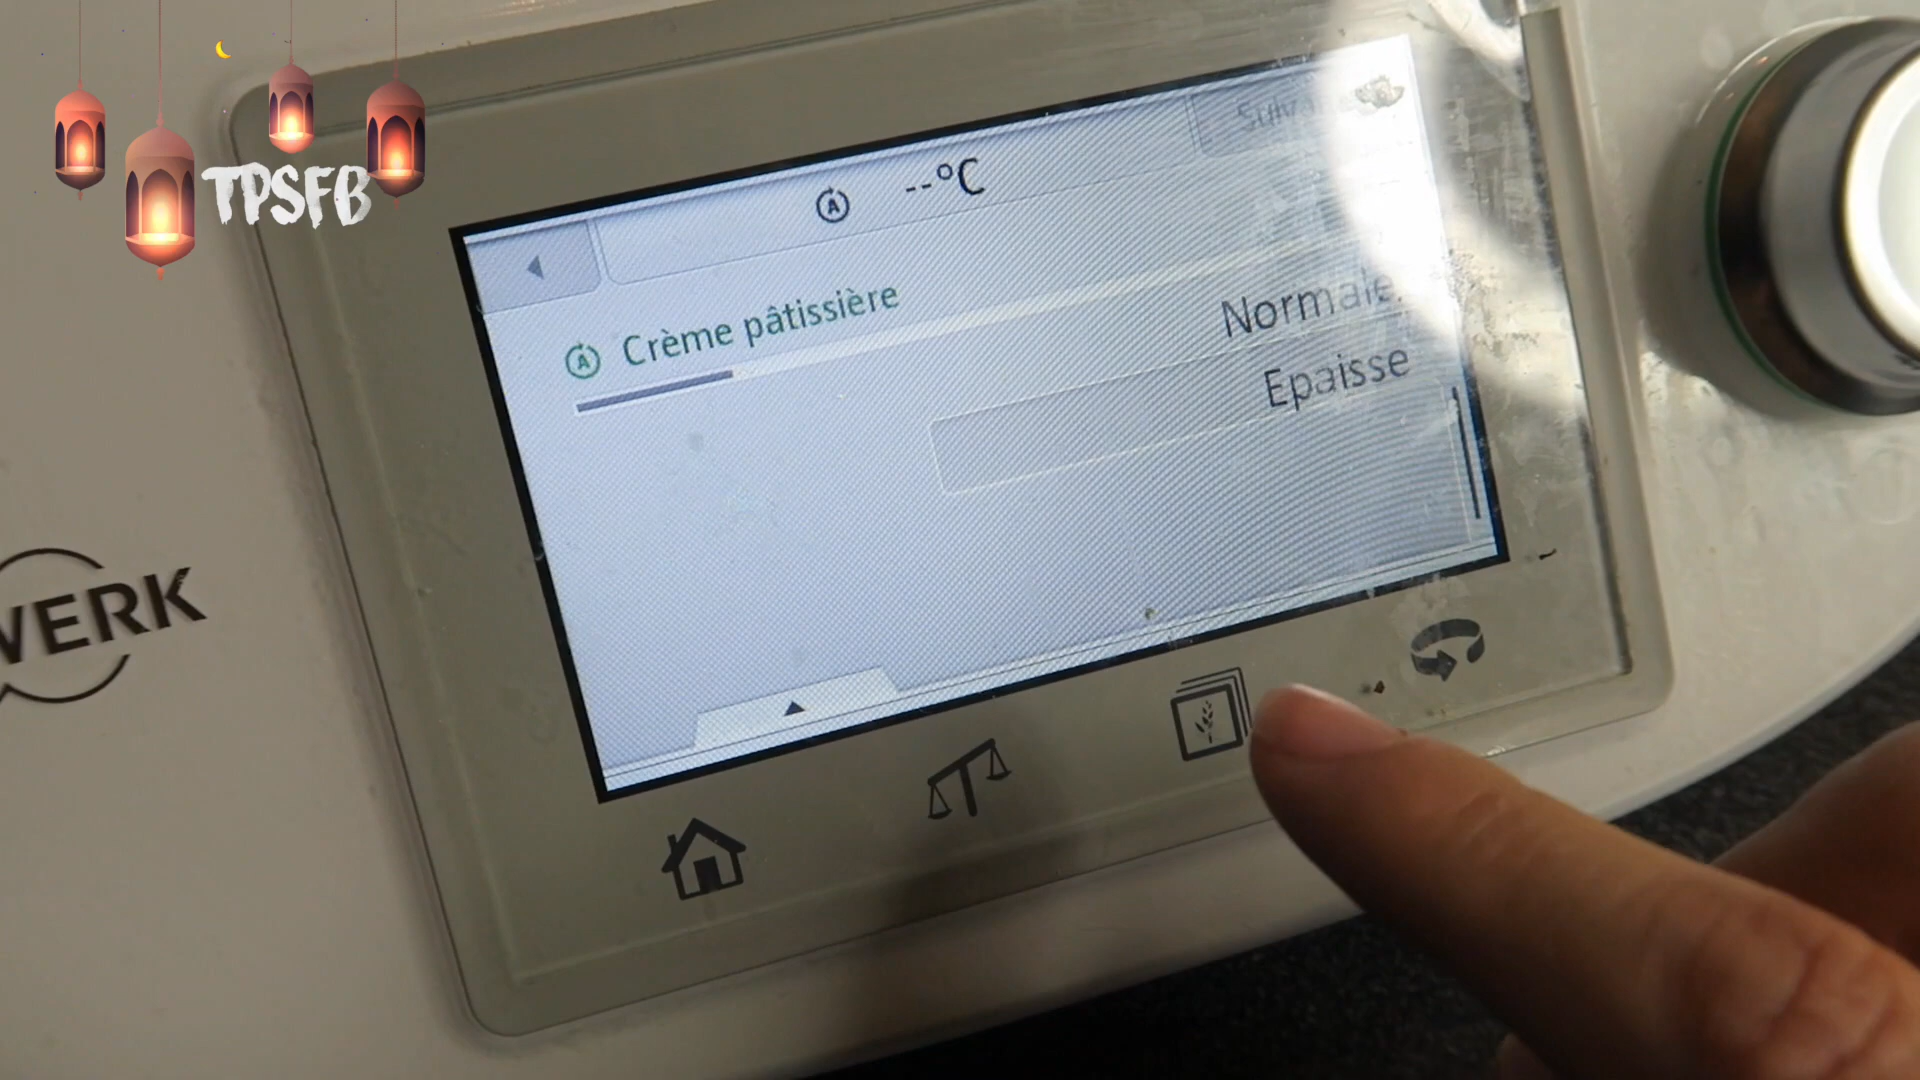 TPSFB
--°C
Crème pâtissière
Normale
Epaisse
WERK